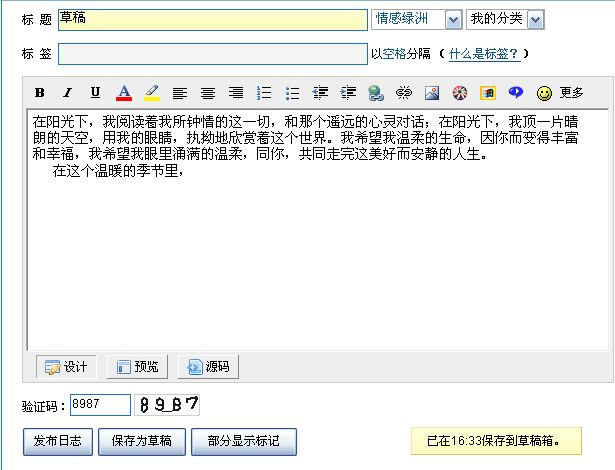 标 题 草稿 情感绿洲 我的分类
标 签 以空格分隔 ( 什么是标签? )
B I U A 更多
在阳光下，我阅读着我所钟情的这一切，和那个遥远的心灵对话；在阳光下，我顶一片晴
朗的天空，用我的眼睛，执拗地欣赏着这个世界。我希望我温柔的生命，因你而变得丰富
和幸福，我希望我眼里涌满的温柔，同你，共同走完这美好而安静的人生。
在这个温暖的季节里，
设计 预览 源码
验证码：8987 8987
发布日志 保存为草稿 部分显示标记 已在16:33保存到草稿箱。